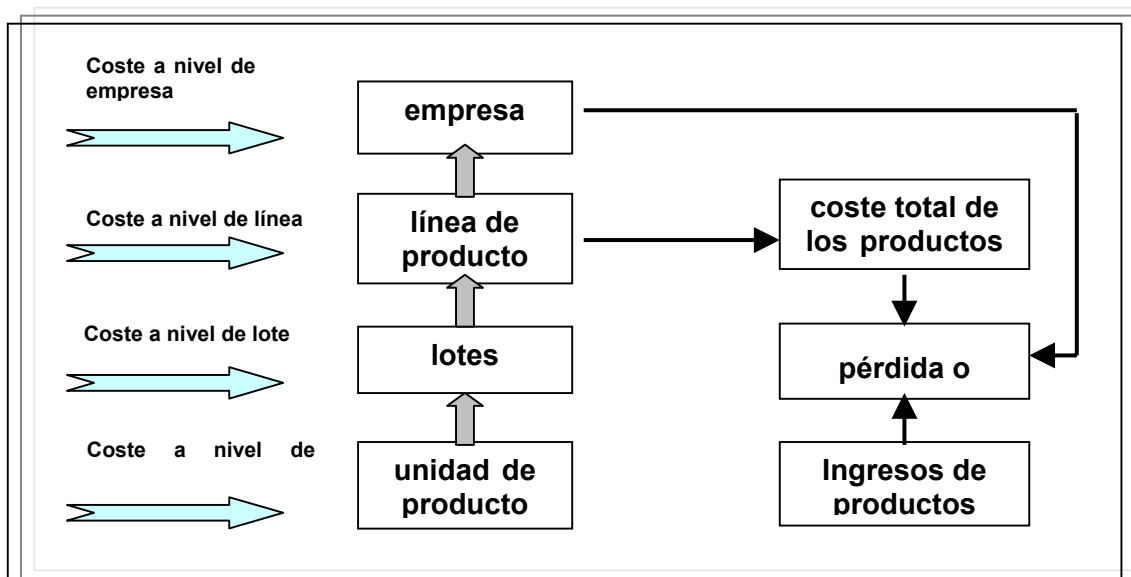 Coste a nivel de
empresa
empresa
Coste a nivel de línea
línea de
producto
coste total de
los productos
Coste a nivel de lote
lotes
pérdida o
Coste a nivel de
unidad de
producto
Ingresos de
productos